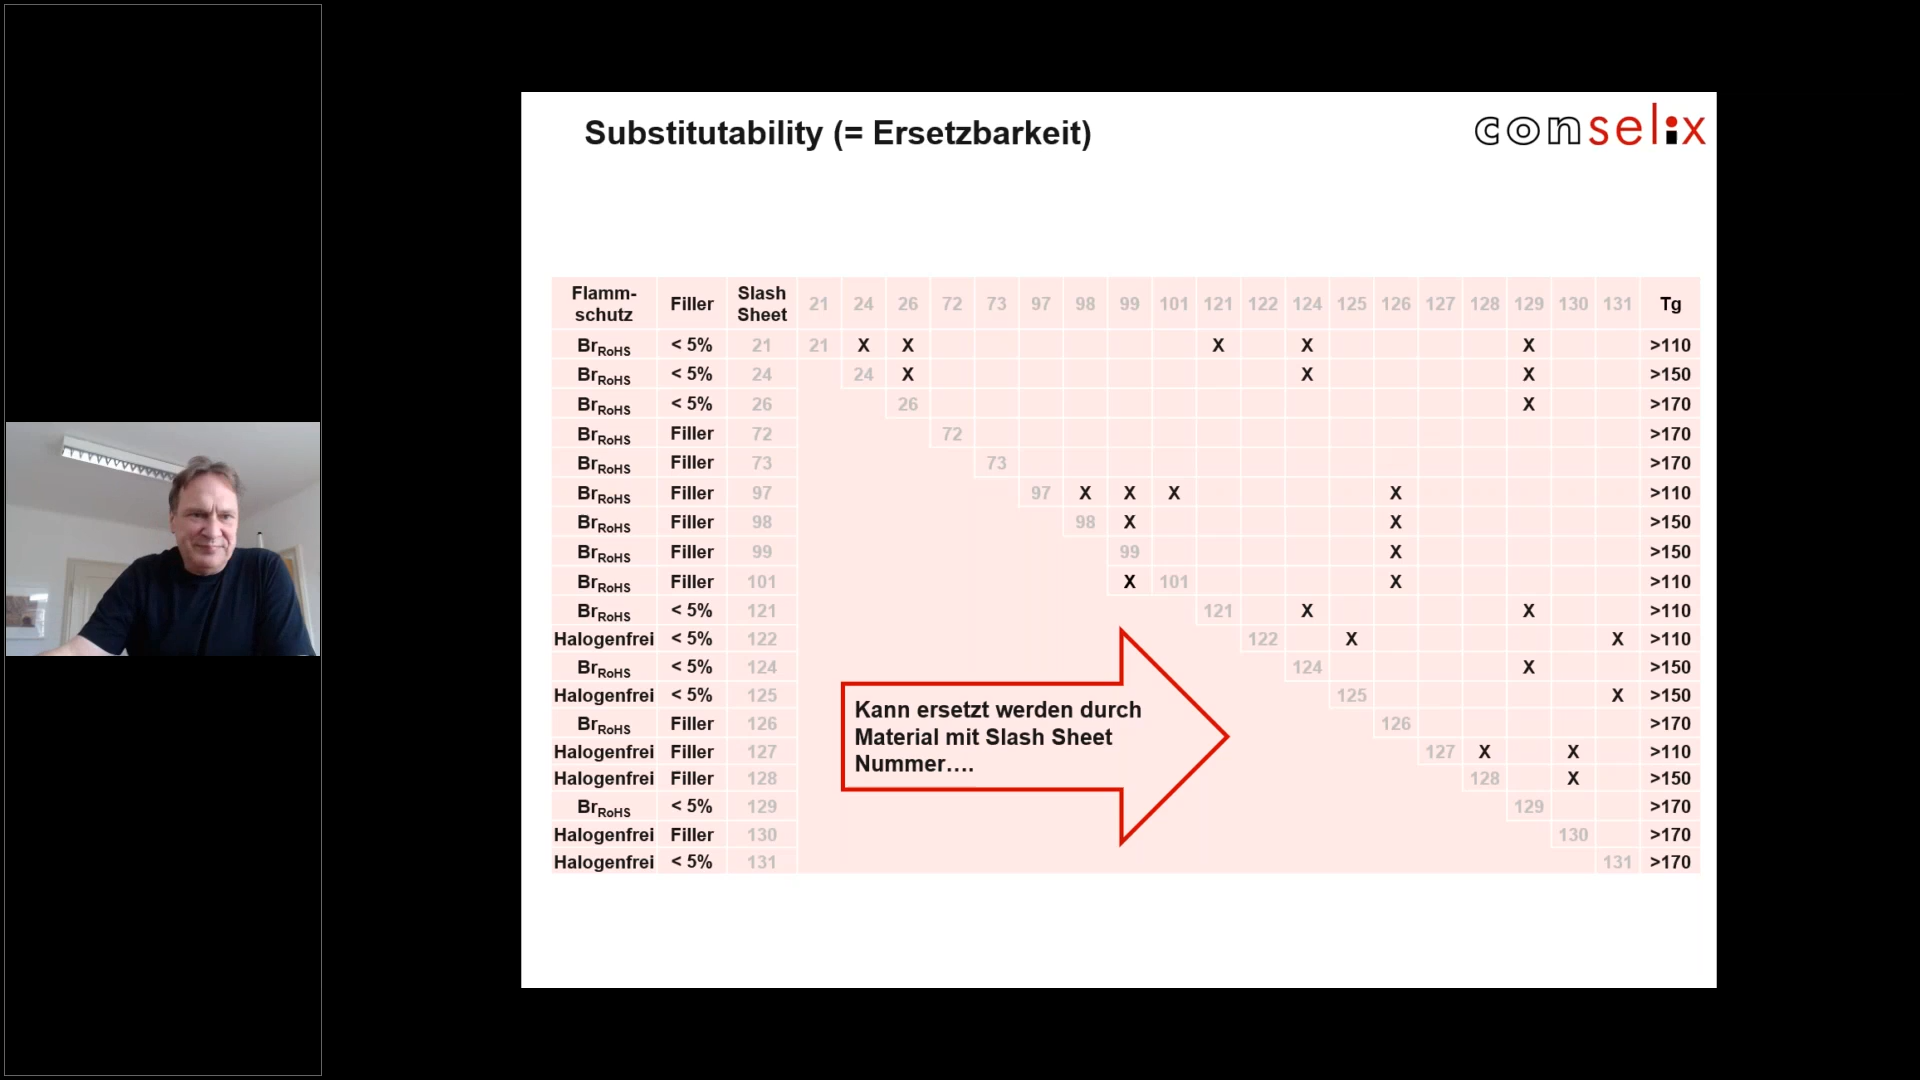 Substitutability (= Ersetzbarkeit)
conselix
Flamm-
schutz Filler Slash
Sheet 21 24 26 72 73 97 98 99 101 121 122 124 125 126 127 128 129 130 131 Tg
BrRoHS < 5% 21 21 X X X X X >110
BrRoHS < 5% 24 24 X X X >150
BrRoHS < 5% 26 26 X >170
BrRoHS Filler 72 72 >170
BrRoHS Filler 73 73 >170
BrRoHS Filler 97 97 X X X X >110
BrRoHS Filler 98 98 X X >150
BrRoHS Filler 99 99 X >150
BrRoHS Filler 101 X 101 X >110
BrRoHS < 5% 121 121 X X >110
Halogenfrei < 5% 122 122 X X >110
BrRoHS < 5% 124 124 X >150
Halogenfrei < 5% 125 125 X >150
BrRoHS Filler 126 126 >170
Halogenfrei Filler 127 127 X X >110
Halogenfrei Filler 128 128 X >150
BrRoHS < 5% 129 129 >170
Halogenfrei Filler 130 130 >170
Halogenfrei < 5% 131 131 >170
Kann ersetzt werden durch
Material mit Slash Sheet
Nummer….